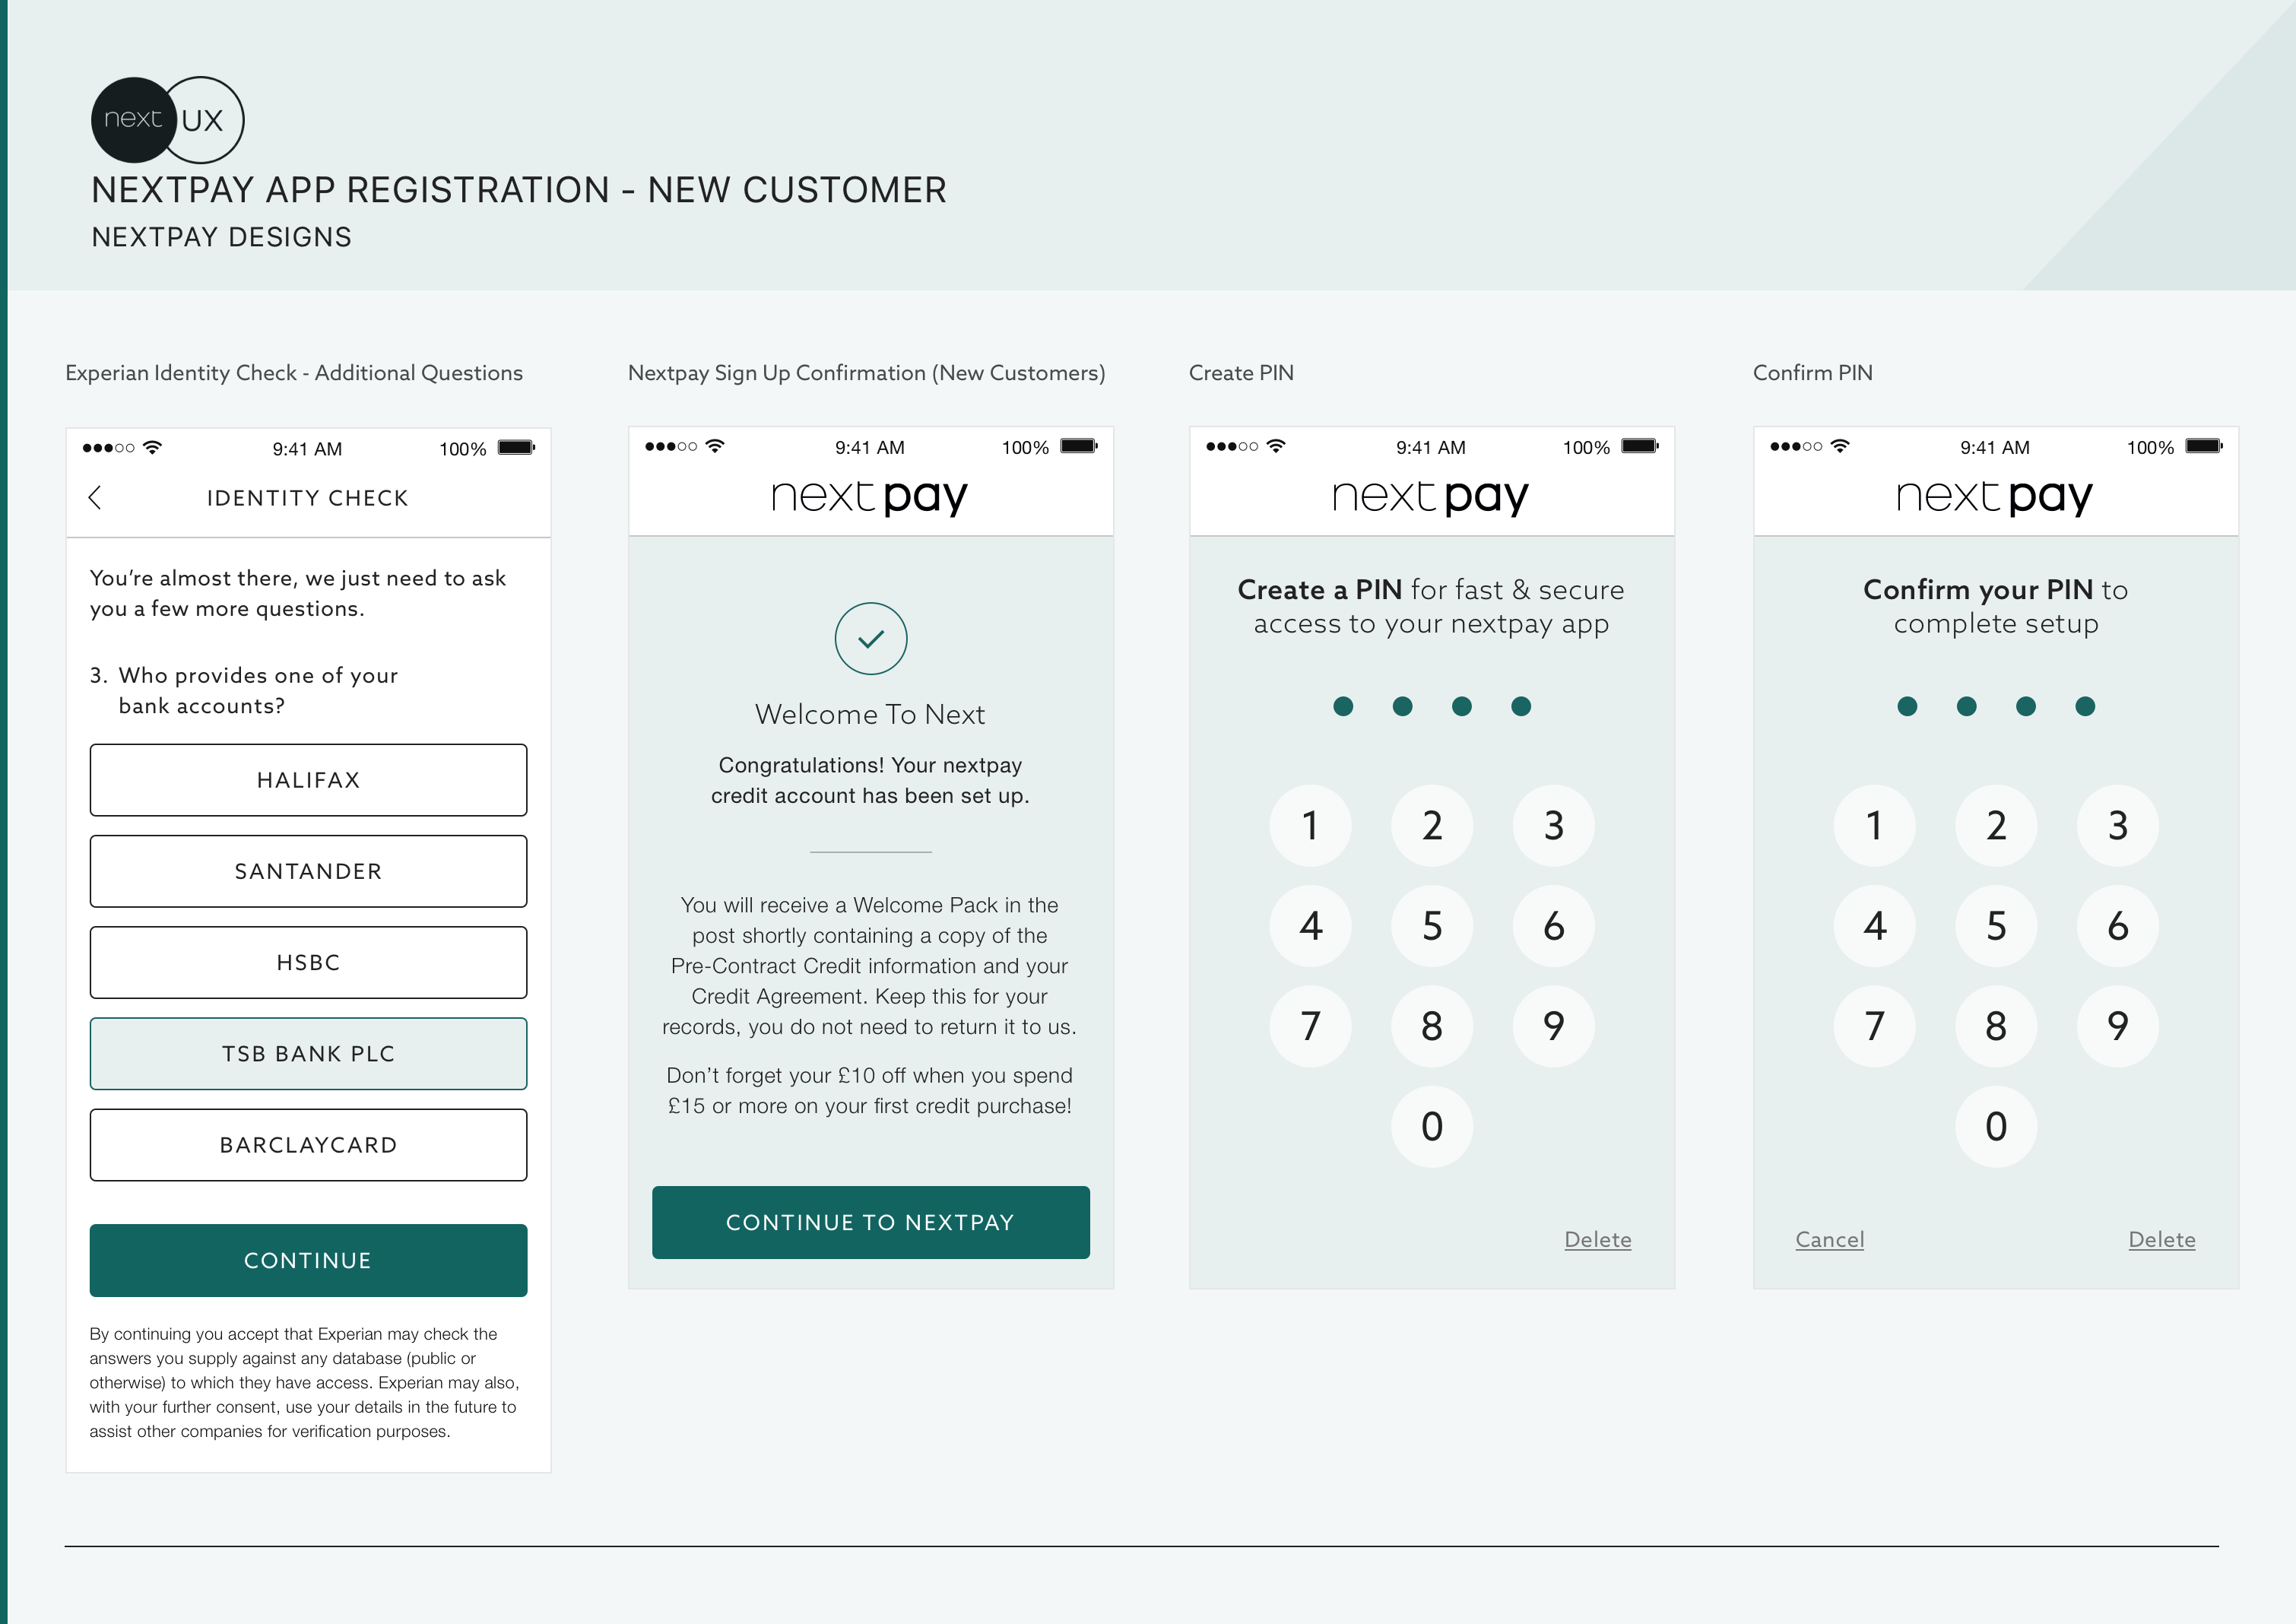 next UX
NEXTPAY APP REGISTRATION - NEW CUSTOMER
NEXTPAY DESIGNS
Experian Identity Check - Additional Questions
9:41 AM 100%
IDENTITY CHECK
You’re almost there, we just need to ask
you a few more questions.
3. Who provides one of your
bank accounts?
HALIFAX
SANTANDER
HSBC
TSB BANK PLC
BARCLAYCARD
CONTINUE
By continuing you accept that Experian may check the
answers you supply against any database (public or
otherwise) to which they have access. Experian may also,
with your further consent, use your details in the future to
assist other companies for verification purposes.
Nextpay Sign Up Confirmation (New Customers)
9:41 AM 100%
nextpay
Welcome To Next
Congratulations! Your nextpay
credit account has been set up.
You will receive a Welcome Pack in the
post shortly containing a copy of the
Pre-Contract Credit information and your
Credit Agreement. Keep this for your
records, you do not need to return it to us.
Don’t forget your £10 off when you spend
£15 or more on your first credit purchase!
CONTINUE TO NEXTPAY
Create PIN
9:41 AM 100%
nextpay
Create a PIN for fast & secure
access to your nextpay app
1 2 3
4 5 6
7 8 9
0
Delete
Confirm PIN
9:41 AM 100%
nextpay
Confirm your PIN to
complete setup
1 2 3
4 5 6
7 8 9
0
Cancel Delete